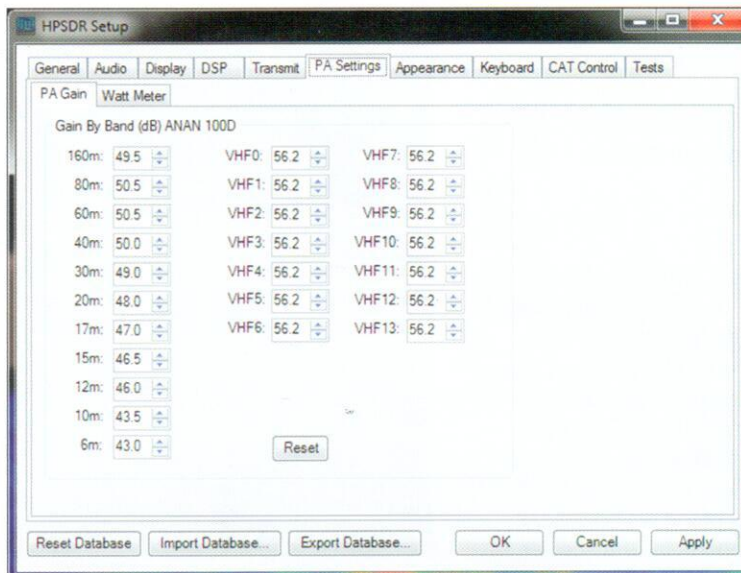 HPSDR Setup
General Audio Display DSP Transmit PA Settings Appearance Keyboard CAT Control Tests
PA Gain Watt Meter
Gain By Band (dB) ANAN 100D
160m: 49.5 VHF0: 56.2 VHF7: 56.2
80m: 50.5 VHF1: 56.2 VHF8: 56.2
60m: 50.5 VHF2: 56.2 VHF9: 56.2
40m: 50.0 VHF3: 56.2 VHF10: 56.2
30m: 49.0 VHF4: 56.2 VHF11: 56.2
20m: 48.0 VHF5: 56.2 VHF12: 56.2
17m: 47.0 VHF6: 56.2 VHF13: 56.2
15m: 46.5
12m: 46.0
10m: 43.5
6m: 43.0 Reset
Reset Database Import Database... Export Database... OK Cancel Apply